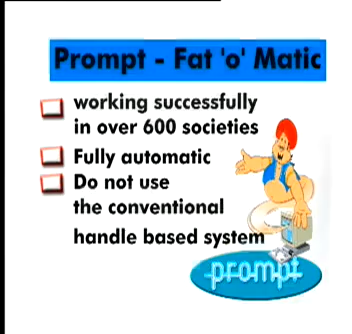 Prompt - Fat 'o' Matic
working successfully
in over 600 societies
Fully automatic
Do not use
the conventional
handle based system
prompt